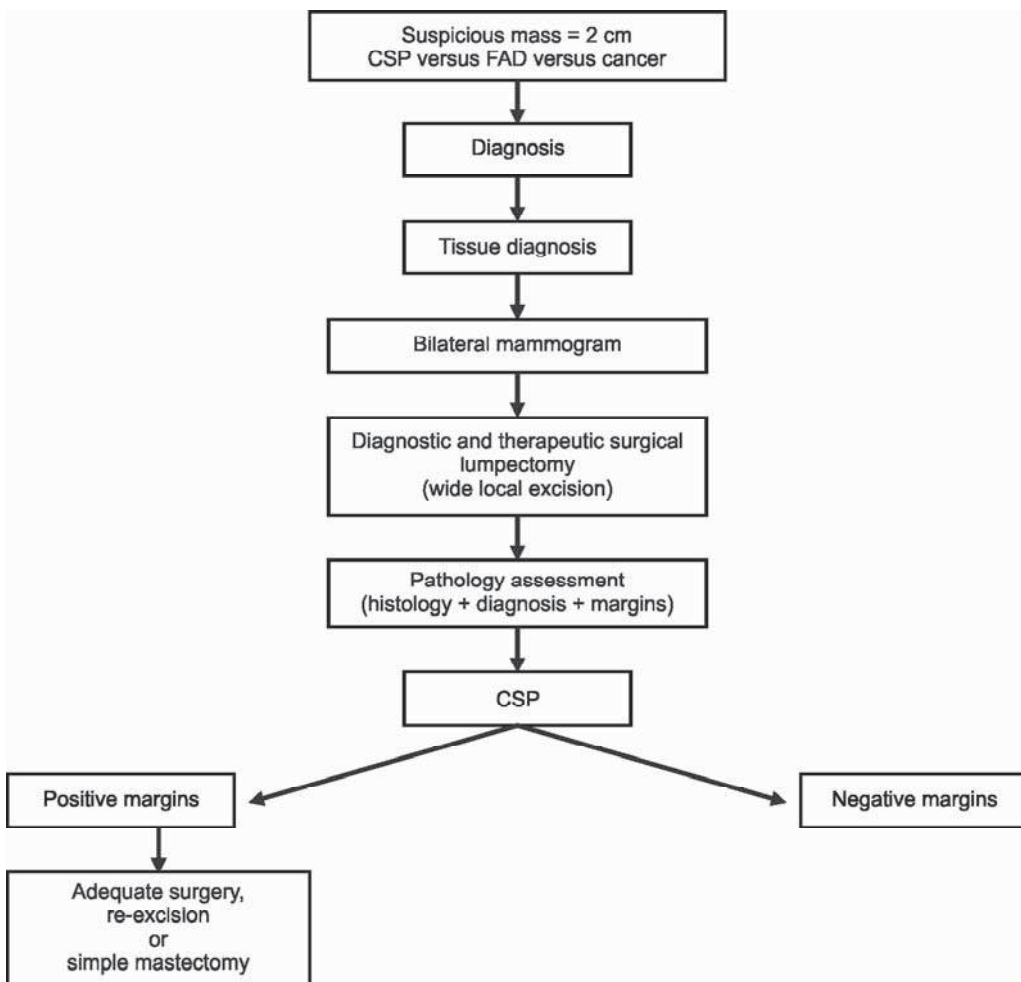 Suspicious mass = 2 cm
CSP versus FAD versus cancer
Diagnosis
Tissue diagnosis
Bilateral mammogram
Diagnostic and therapeutic surgical
lumpectomy
(wide local excision)
Pathology assessment
(histology + diagnosis + margins)
CSP
Positive margins
Negative margins
Adequate surgery,
re-excision
or
simple mastectomy